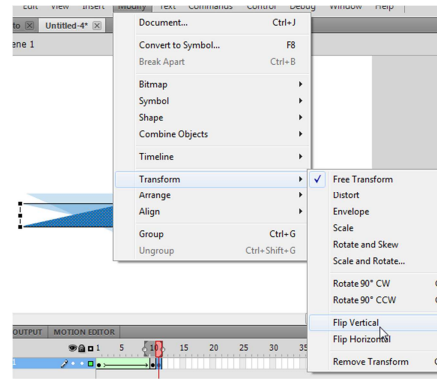 Edit View Insert Modify Text Commands Control Debug Window Help
to Untitled-4*
ene 1
Document... Ctrl+J
Convert to Symbol... F8
Break Apart Ctrl+B
Bitmap
Symbol
Shape
Combine Objects
Timeline
Transform
Arrange
Align
Group Ctrl+G
Ungroup Ctrl+Shift+G
Free Transform
Distort
Envelope
Scale
Rotate and Skew
Scale and Rotate...
Rotate 90° CW
Rotate 90° CCW
Flip Vertical
Flip Horizontal
Remove Transform
OUTPUT MOTION EDITOR
1 5 10 15 20 25 30 35